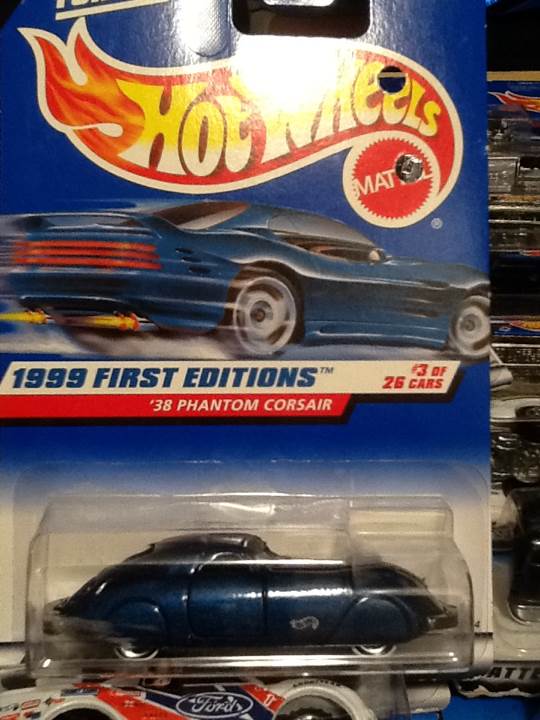 HOT WHEELS
MATTEL
®
1999 FIRST EDITIONS™
#3 OF
26 CARS
'38 PHANTOM CORSAIR
Ford